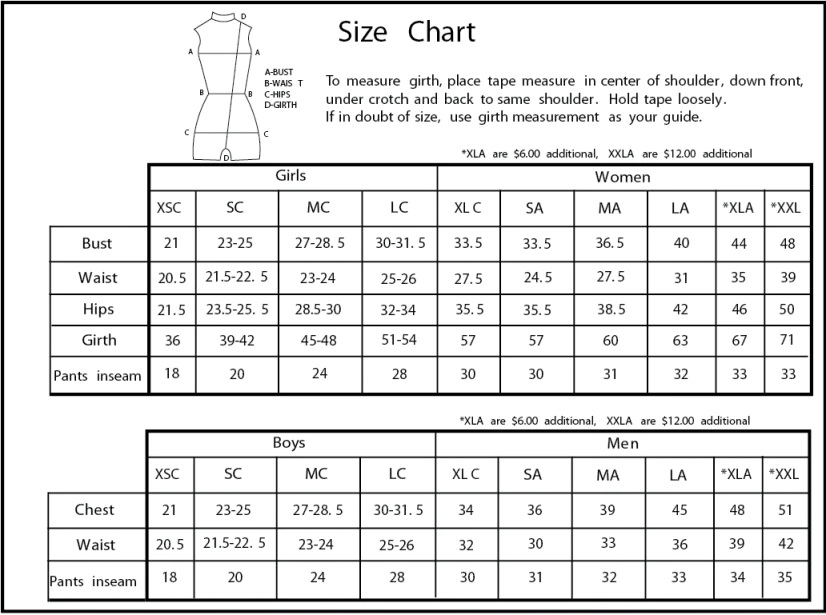 Size Chart
D
A A
A-BUST
B-WAIS T
B B
C-HIPS
D-GIRTH
C C
D
To measure girth, place tape measure in center of shoulder, down front,
under crotch and back to same shoulder. Hold tape loosely.
If in doubt of size, use girth measurement as your guide.
*XLA are $6.00 additional, XXLA are $12.00 additional
Girls Women
XSC SC MC LC XL C SA MA LA *XLA *XXL
Bust 21 23-25 27-28. 5 30-31. 5 33.5 33.5 36.5 40 44 48
Waist 20.5 21.5-22. 5 23-24 25-26 27.5 24.5 27.5 31 35 39
Hips 21.5 23.5-25. 5 28.5-30 32-34 35.5 35.5 38.5 42 46 50
Girth 36 39-42 45-48 51-54 57 57 60 63 67 71
Pants inseam 18 20 24 28 30 30 31 32 33 33
*XLA are $6.00 additional, XXLA are $12.00 additional
Boys Men
XSC SC MC LC XL C SA MA LA *XLA *XXL
Chest 21 23-25 27-28. 5 30-31. 5 34 36 39 45 48 51
Waist 20.5 21.5-22. 5 23-24 25-26 32 30 33 36 39 42
Pants inseam 18 20 24 28 30 31 32 33 34 35